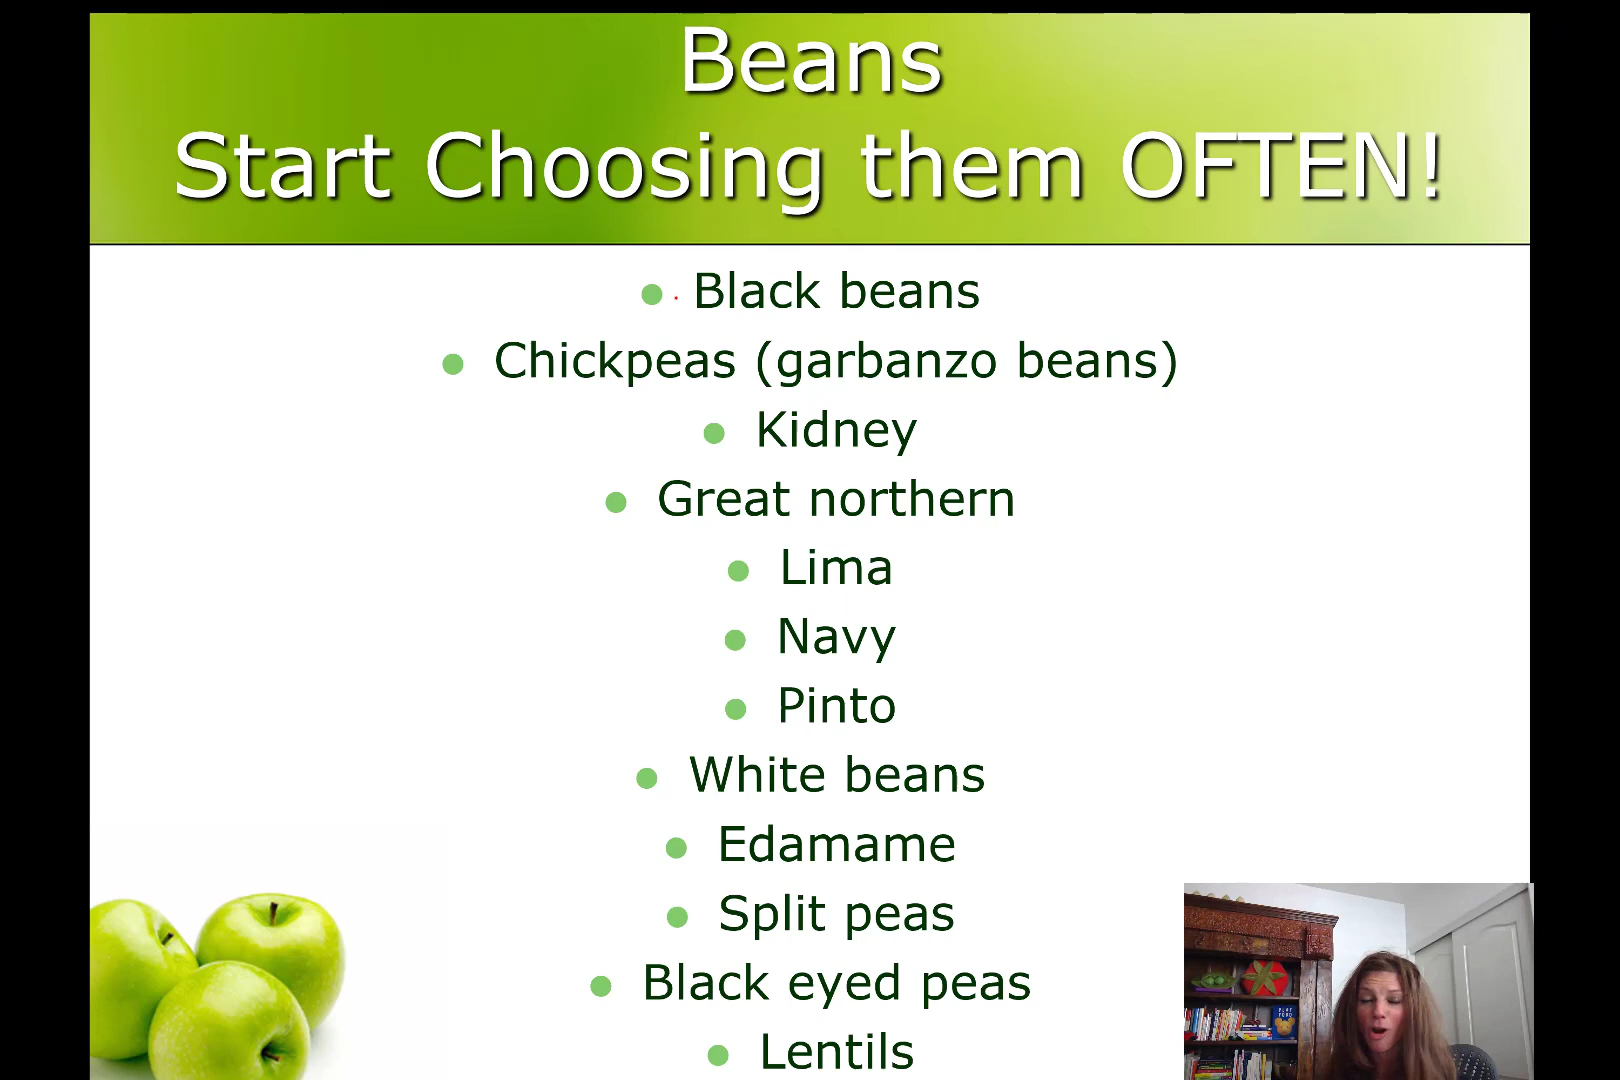 Beans
Start Choosing them OFTEN!
Black beans
Chickpeas (garbanzo beans)
Kidney
Great northern
Lima
Navy
Pinto
White beans
Edamame
Split peas
Black eyed peas
Lentils